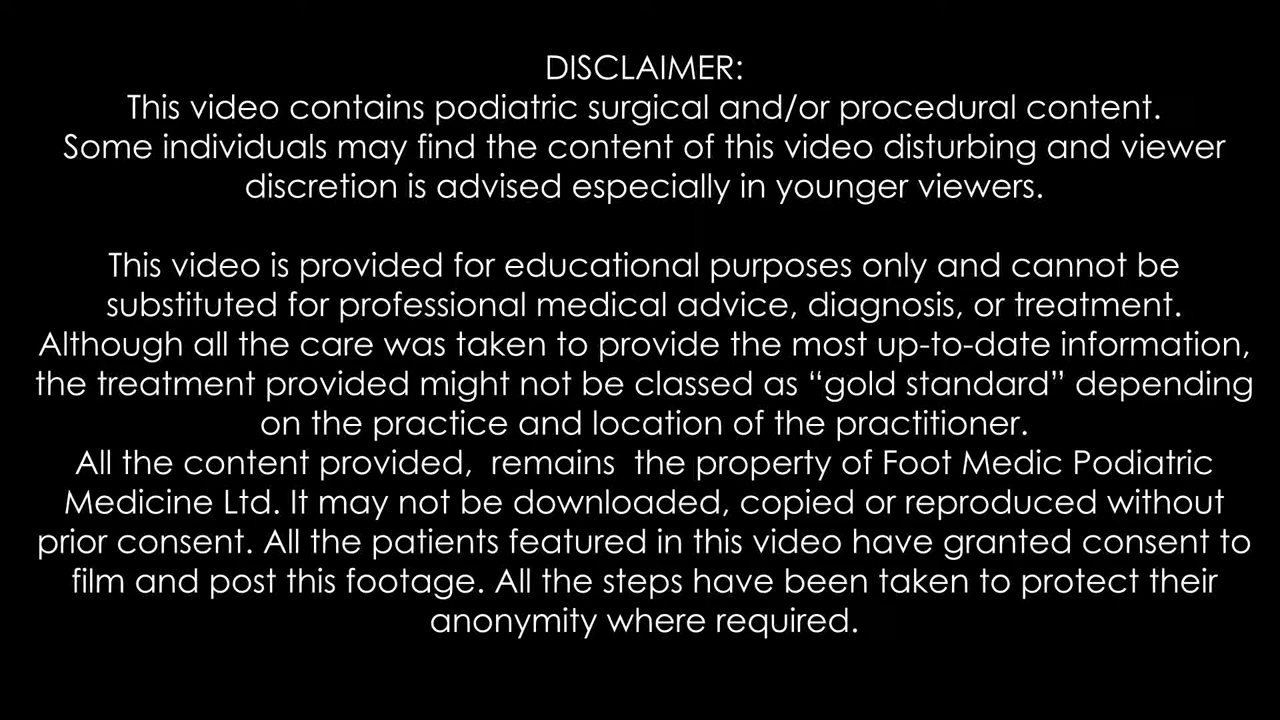 DISCLAIMER:
This video contains podiatric surgical and/or procedural content.
Some individuals may find the content of this video disturbing and viewer
discretion is advised especially in younger viewers.
This video is provided for educational purposes only and cannot be
substituted for professional medical advice, diagnosis, or treatment.
Although all the care was taken to provide the most up-to-date information,
the treatment provided might not be classed as “gold standard” depending
on the practice and location of the practitioner.
All the content provided, remains the property of Foot Medic Podiatric
Medicine Ltd. It may not be downloaded, copied or reproduced without
prior consent. All the patients featured in this video have granted consent to
film and post this footage. All the steps have been taken to protect their
anonymity where required.